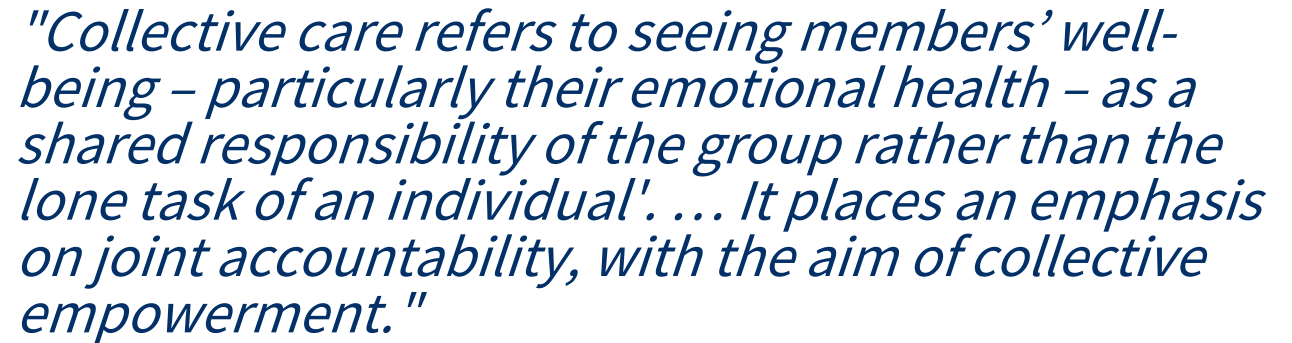 "Collective care refers to seeing members’ well-
being – particularly their emotional health – as a
shared responsibility of the group rather than the
lone task of an individual'. … It places an emphasis
on joint accountability, with the aim of collective
empowerment."